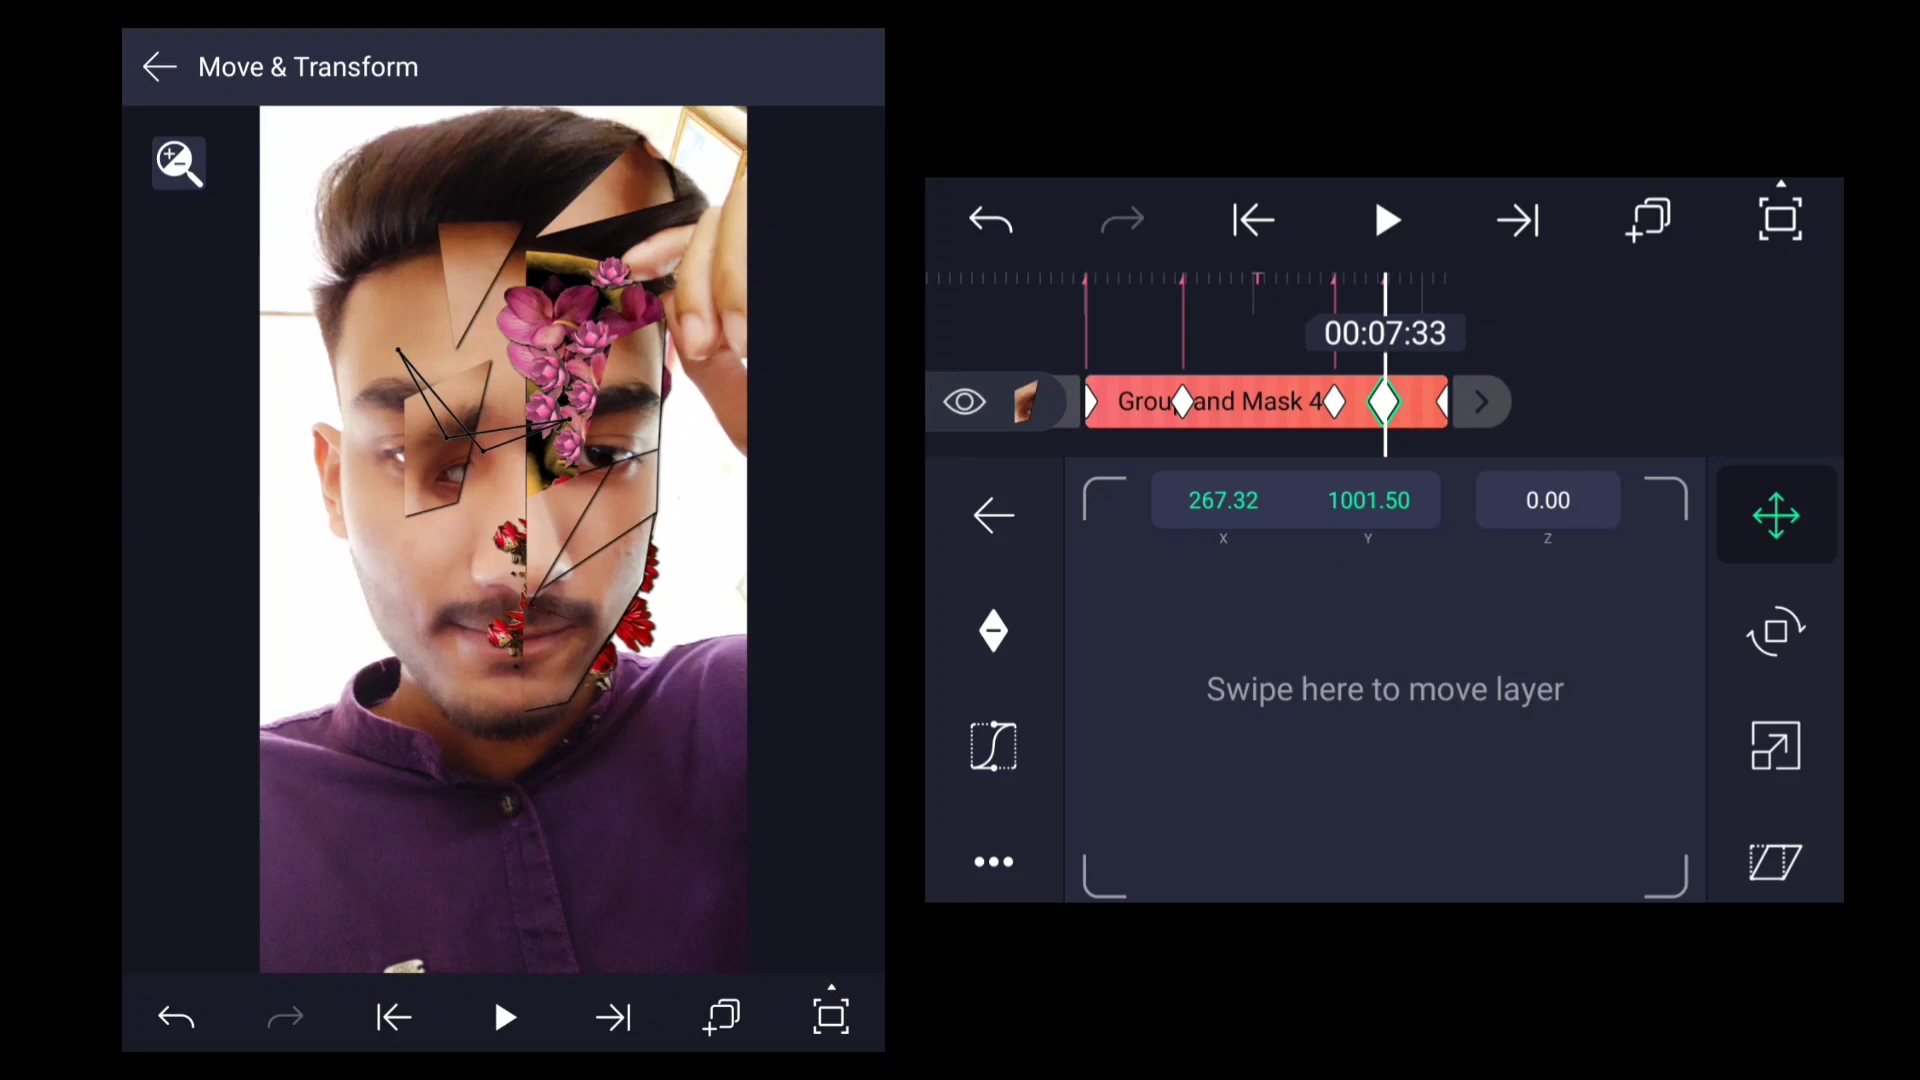 Move & Transform
00:07:33
Group and Mask 4
267.32 1001.50 0.00
X Y Z
Swipe here to move layer